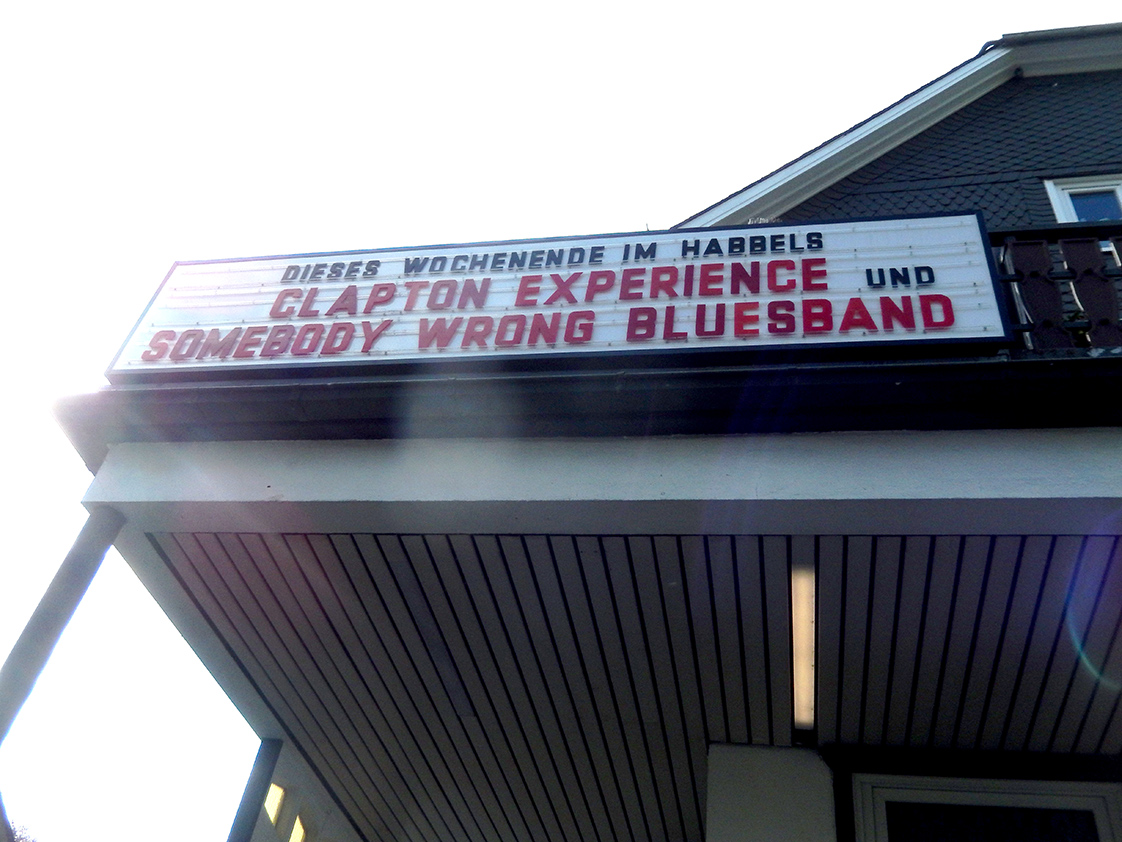 DIESES WOCHENENDE IM HABBELS
CLAPTON EXPERIENCE UND
SOMEBODY WRONG BLUESBAND